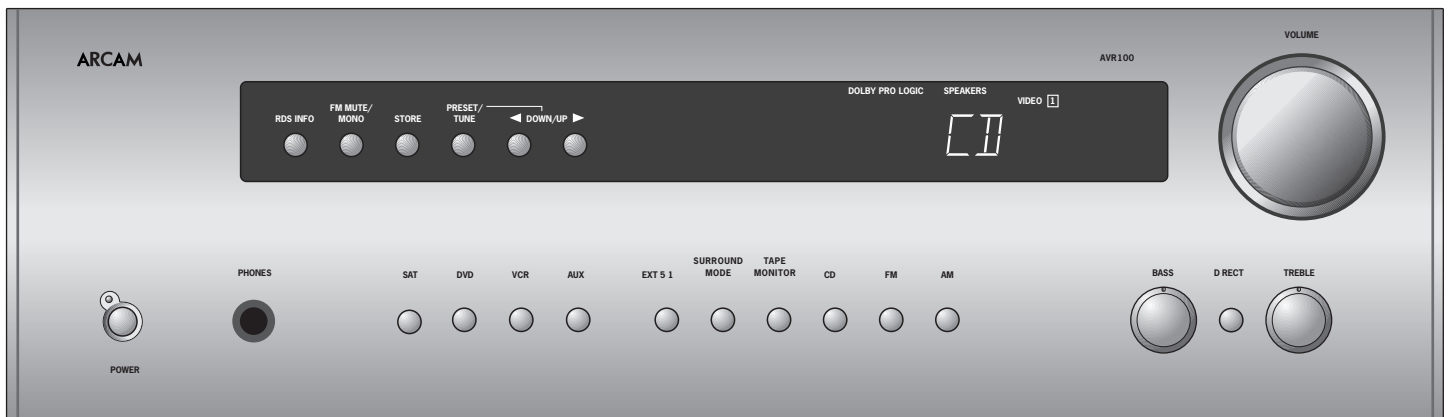 ARCAM
VOLUME
AVR100
DOLBY PRO LOGIC SPEAKERS
VIDEO 1
RDS INFO
FM MUTE/
MONO
STORE
PRESET/
TUNE
◀ DOWN/UP ▶
CD
PHONES
SAT
DVD
VCR
AUX
EXT 5 1
SURROUND
MODE
TAPE
MONITOR
CD
FM
AM
BASS
D RECT
TREBLE
POWER